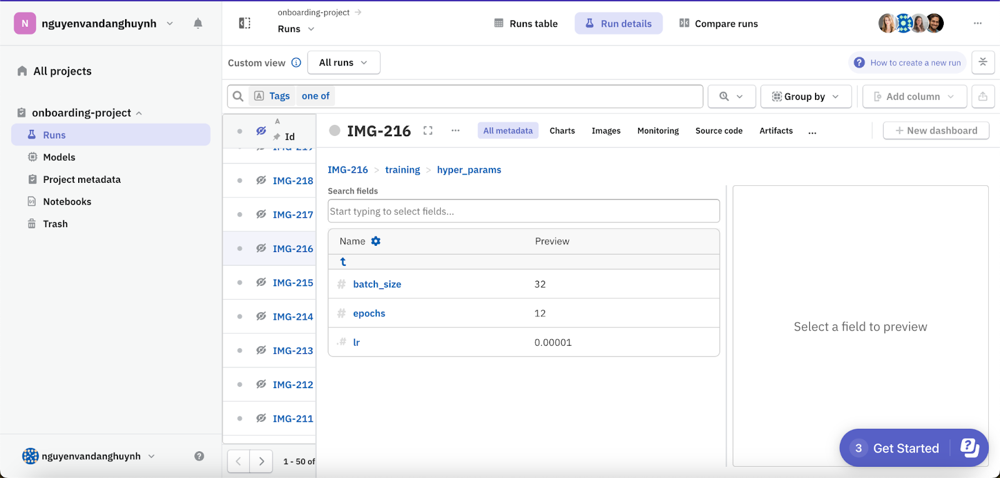 N nguyenvandanghuynh
All projects
onboarding-project
Runs
Models
Project metadata
Notebooks
Trash
nguyenvandanghuynh
onboarding-project
Runs
Runs table
Run details
Compare runs
Custom view
All runs
How to create a new run
A Tags one of
Group by
Add column
A
Id
IMG-218
IMG-217
IMG-216
IMG-215
IMG-214
IMG-213
IMG-212
IMG-211
1 - 50 of
IMG-216
All metadata
Charts
Images
Monitoring
Source code
Artifacts
...
+ New dashboard
IMG-216 > training > hyper_params
Search fields
Start typing to select fields...
Name Preview
t
# batch_size 32
# epochs 12
.# lr 0.00001
Select a field to preview
3 Get Started